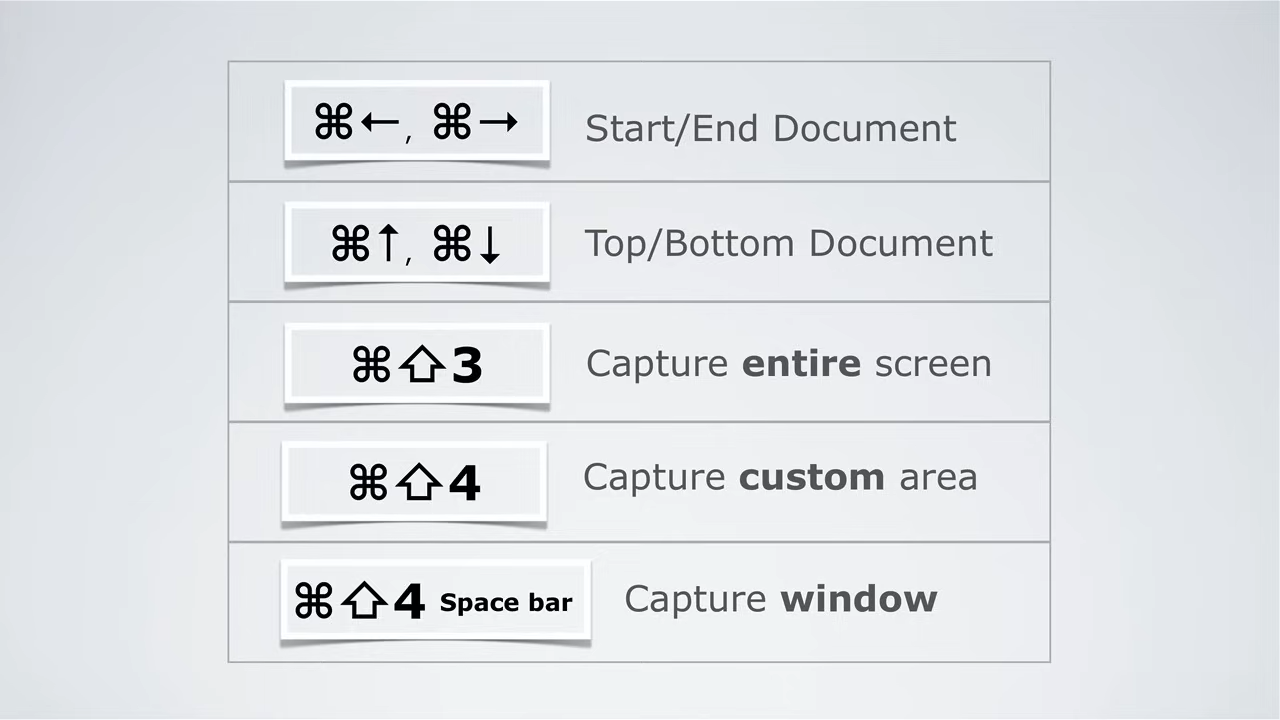 ⌘←, ⌘→ Start/End Document
⌘↑, ⌘↓ Top/Bottom Document
⌘⇧3 Capture entire screen
⌘⇧4 Capture custom area
⌘⇧4 Space bar Capture window